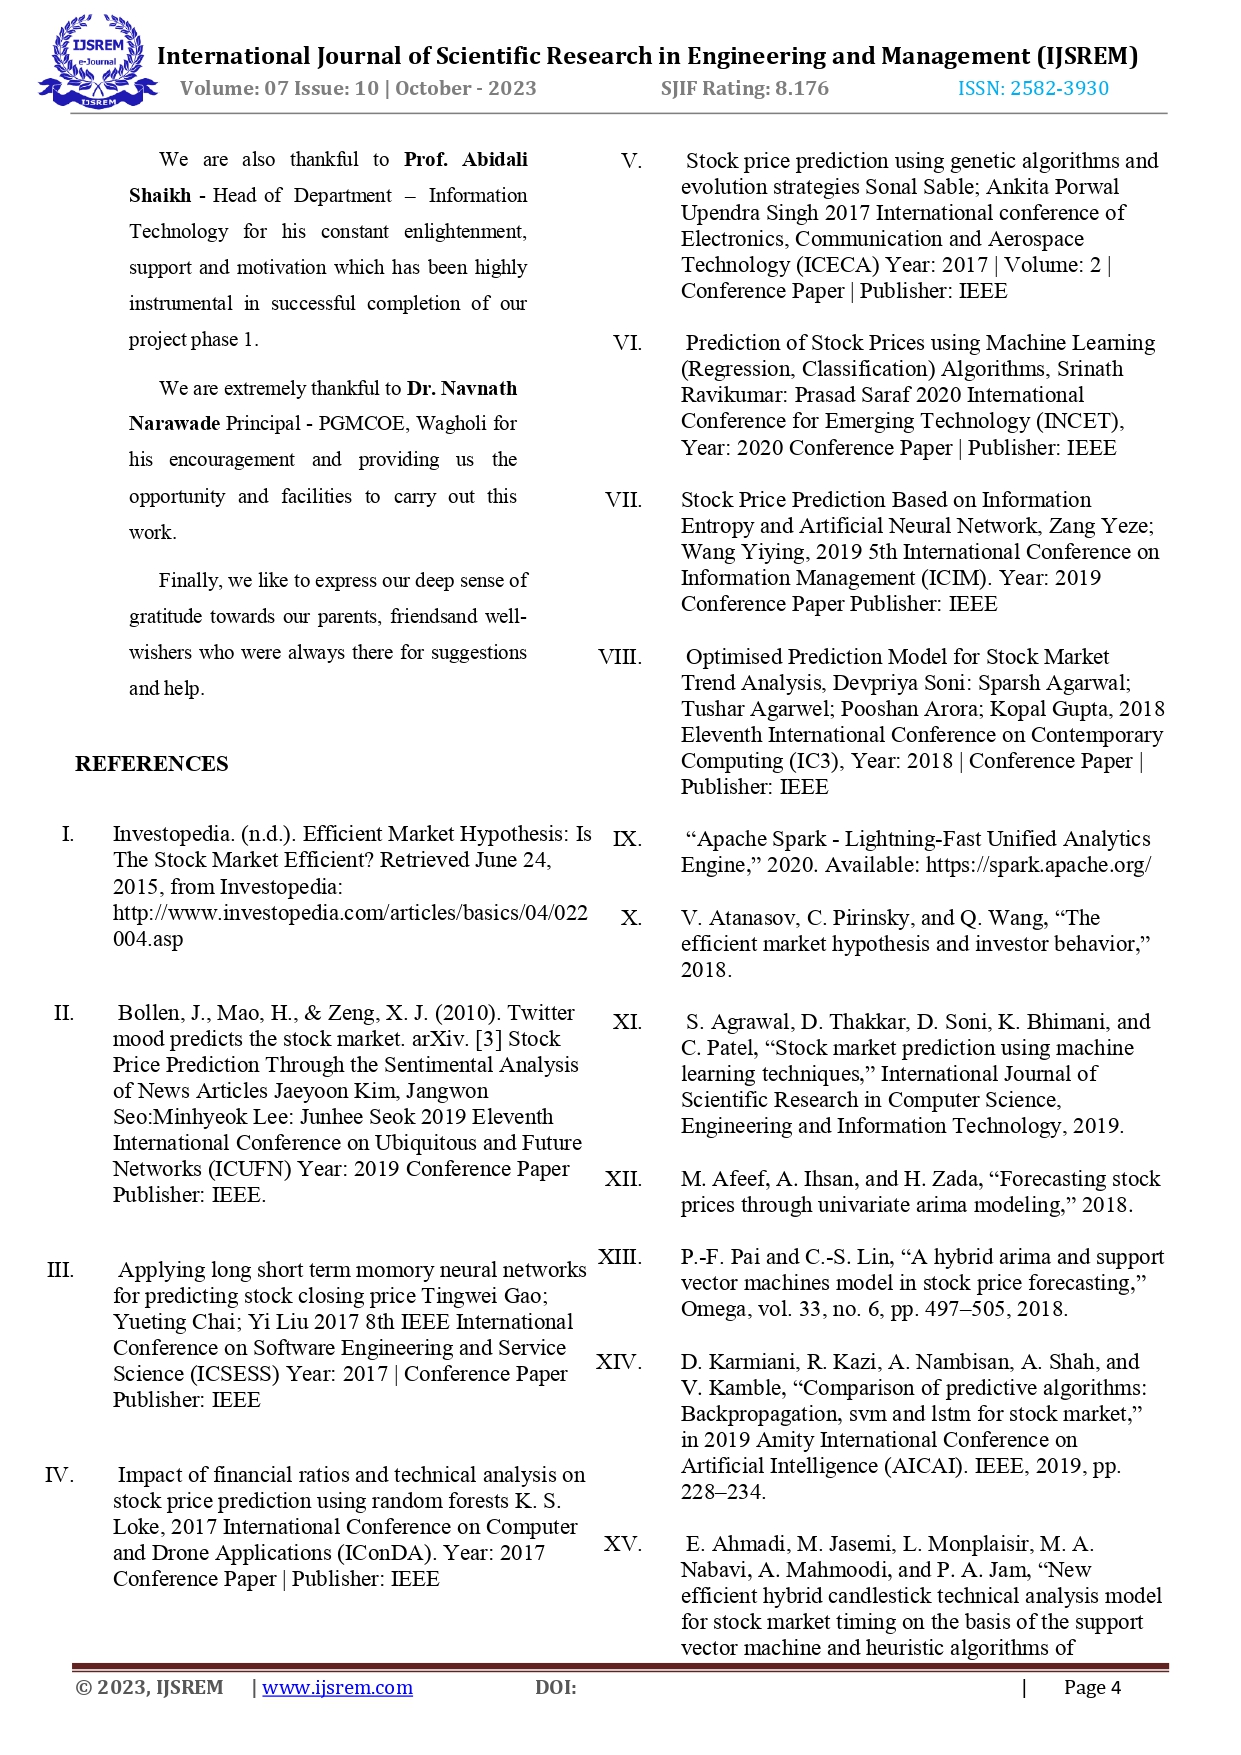 IJSREM
e-Journal
IJSREM
International Journal of Scientific Research in Engineering and Management (IJSREM)
Volume: 07 Issue: 10 | October - 2023 SJIF Rating: 8.176 ISSN: 2582-3930
We are also thankful to Prof. Abidali
Shaikh - Head of Department – Information
Technology for his constant enlightenment,
support and motivation which has been highly
instrumental in successful completion of our
project phase 1.
We are extremely thankful to Dr. Navnath
Narawade Principal - PGMCOE, Wagholi for
his encouragement and providing us the
opportunity and facilities to carry out this
work.
Finally, we like to express our deep sense of
gratitude towards our parents, friendsand well-
wishers who were always there for suggestions
and help.
REFERENCES
I. Investopedia. (n.d.). Efficient Market Hypothesis: Is
The Stock Market Efficient? Retrieved June 24,
2015, from Investopedia:
http://www.investopedia.com/articles/basics/04/022
004.asp
II. Bollen, J., Mao, H., & Zeng, X. J. (2010). Twitter
mood predicts the stock market. arXiv. [3] Stock
Price Prediction Through the Sentimental Analysis
of News Articles Jaeyoon Kim, Jangwon
Seo:Minhyeok Lee: Junhee Seok 2019 Eleventh
International Conference on Ubiquitous and Future
Networks (ICUFN) Year: 2019 Conference Paper
Publisher: IEEE.
III. Applying long short term momory neural networks
for predicting stock closing price Tingwei Gao;
Yueting Chai; Yi Liu 2017 8th IEEE International
Conference on Software Engineering and Service
Science (ICSESS) Year: 2017 | Conference Paper
Publisher: IEEE
IV. Impact of financial ratios and technical analysis on
stock price prediction using random forests K. S.
Loke, 2017 International Conference on Computer
and Drone Applications (IConDA). Year: 2017
Conference Paper | Publisher: IEEE
V. Stock price prediction using genetic algorithms and
evolution strategies Sonal Sable; Ankita Porwal
Upendra Singh 2017 International conference of
Electronics, Communication and Aerospace
Technology (ICECA) Year: 2017 | Volume: 2 |
Conference Paper | Publisher: IEEE
VI. Prediction of Stock Prices using Machine Learning
(Regression, Classification) Algorithms, Srinath
Ravikumar: Prasad Saraf 2020 International
Conference for Emerging Technology (INCET),
Year: 2020 Conference Paper | Publisher: IEEE
VII. Stock Price Prediction Based on Information
Entropy and Artificial Neural Network, Zang Yeze;
Wang Yiying, 2019 5th International Conference on
Information Management (ICIM). Year: 2019
Conference Paper Publisher: IEEE
VIII. Optimised Prediction Model for Stock Market
Trend Analysis, Devpriya Soni: Sparsh Agarwal;
Tushar Agarwel; Pooshan Arora; Kopal Gupta, 2018
Eleventh International Conference on Contemporary
Computing (IC3), Year: 2018 | Conference Paper |
Publisher: IEEE
IX. “Apache Spark - Lightning-Fast Unified Analytics
Engine,” 2020. Available: https://spark.apache.org/
X. V. Atanasov, C. Pirinsky, and Q. Wang, “The
efficient market hypothesis and investor behavior,”
2018.
XI. S. Agrawal, D. Thakkar, D. Soni, K. Bhimani, and
C. Patel, “Stock market prediction using machine
learning techniques,” International Journal of
Scientific Research in Computer Science,
Engineering and Information Technology, 2019.
XII. M. Afeef, A. Ihsan, and H. Zada, “Forecasting stock
prices through univariate arima modeling,” 2018.
XIII. P.-F. Pai and C.-S. Lin, “A hybrid arima and support
vector machines model in stock price forecasting,”
Omega, vol. 33, no. 6, pp. 497–505, 2018.
XIV. D. Karmiani, R. Kazi, A. Nambisan, A. Shah, and
V. Kamble, “Comparison of predictive algorithms:
Backpropagation, svm and lstm for stock market,”
in 2019 Amity International Conference on
Artificial Intelligence (AICAI). IEEE, 2019, pp.
228–234.
XV. E. Ahmadi, M. Jasemi, L. Monplaisir, M. A.
Nabavi, A. Mahmoodi, and P. A. Jam, “New
efficient hybrid candlestick technical analysis model
for stock market timing on the basis of the support
vector machine and heuristic algorithms of
© 2023, IJSREM | www.ijsrem.com DOI: | Page 4